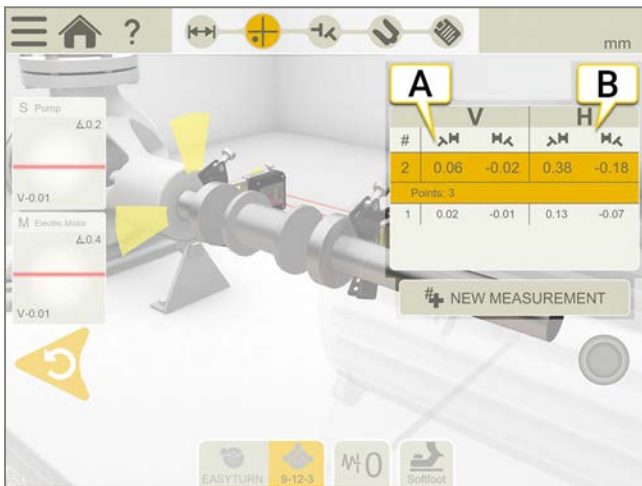 ?
mm
A
B
S Pump
∡0.2
V-0.01
M Electric Motor
∡0.4
V-0.01
V H
#
2 0.06 -0.02 0.38 -0.18
Points: 3
1 0.02 -0.01 0.13 -0.07
# NEW MEASUREMENT
EASYTURN
9-12-3
0
Softfoot